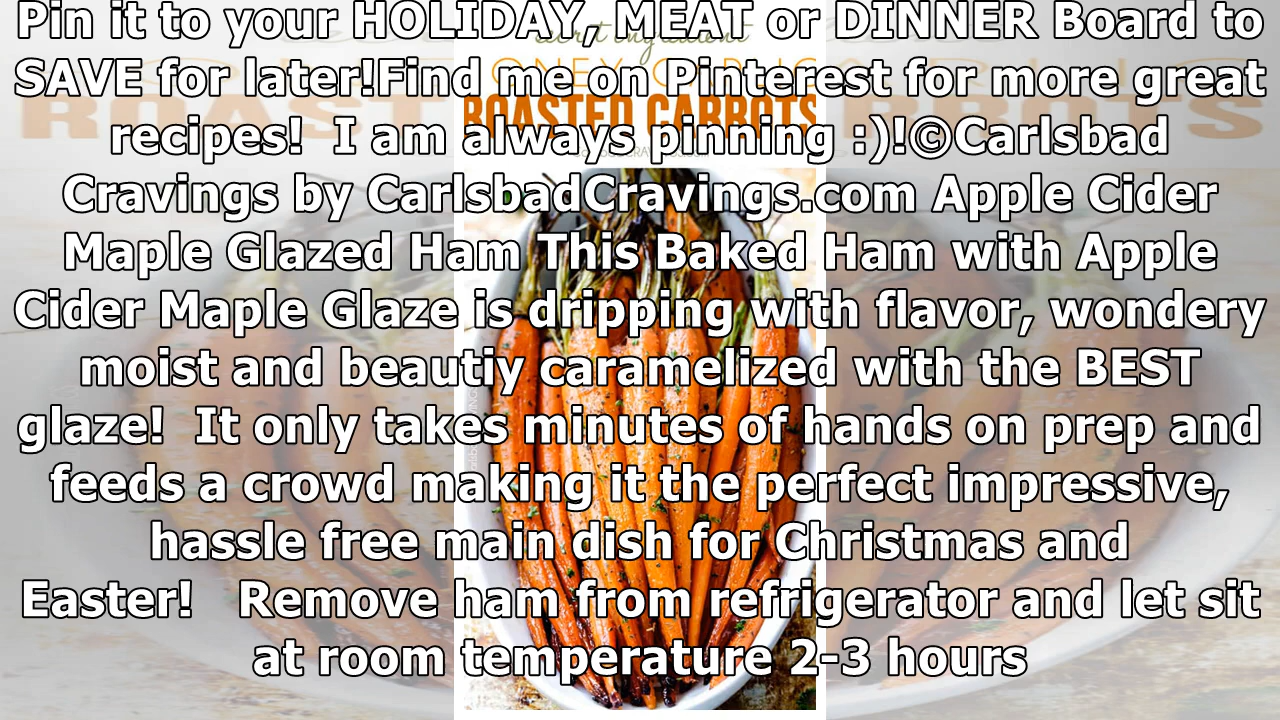 Pin it to your HOLIDAY, MEAT or DINNER Board to
SAVE for later!Find me on Pinterest for more great
recipes!  I am always pinning :)!©Carlsbad
Cravings by CarlsbadCravings.com Apple Cider
Maple Glazed Ham This Baked Ham with Apple
Cider Maple Glaze is dripping with flavor, wondery
moist and beautiy caramelized with the BEST
glaze!  It only takes minutes of hands on prep and
feeds a crowd making it the perfect impressive,
hassle free main dish for Christmas and
Easter!   Remove ham from refrigerator and let sit
at room temperature 2-3 hours
secret ingredient
ROASTED CARROTS